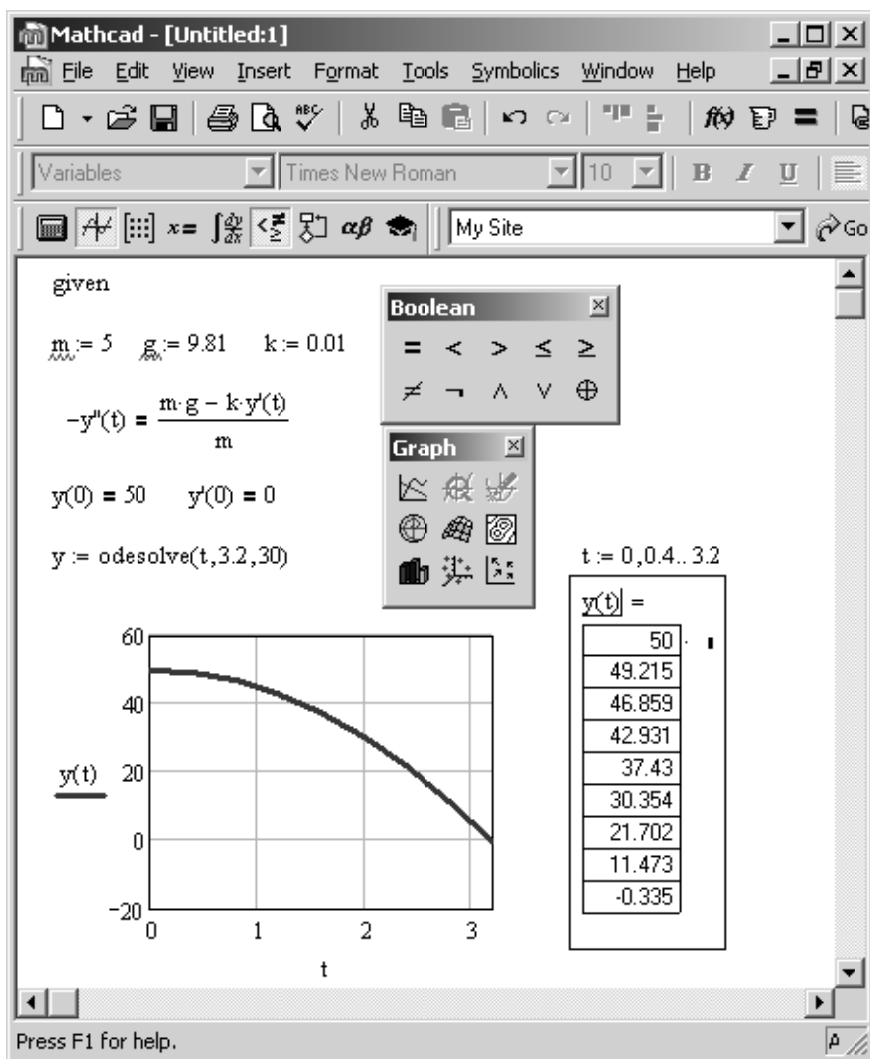 Mathcad - [Untitled:1]
File Edit View Insert Format Tools Symbolics Window Help
Variables Times New Roman 10 B I U
My Site Go
given
m := 5 g := 9.81 k := 0.01
-y''(t) = (m·g − k·y'(t))/m
y(0) = 50 y'(0) = 0
y := odesolve(t,3.2,30)
Boolean
= < > ≤ ≥
≠ ¬ ∧ ∨ ⊕
Graph
t := 0,0.4..3.2
y(t) =
50
49.215
46.859
42.931
37.43
30.354
21.702
11.473
-0.335
60
40
20
0
−20
y(t)
0 1 2 3
t
Press F1 for help.